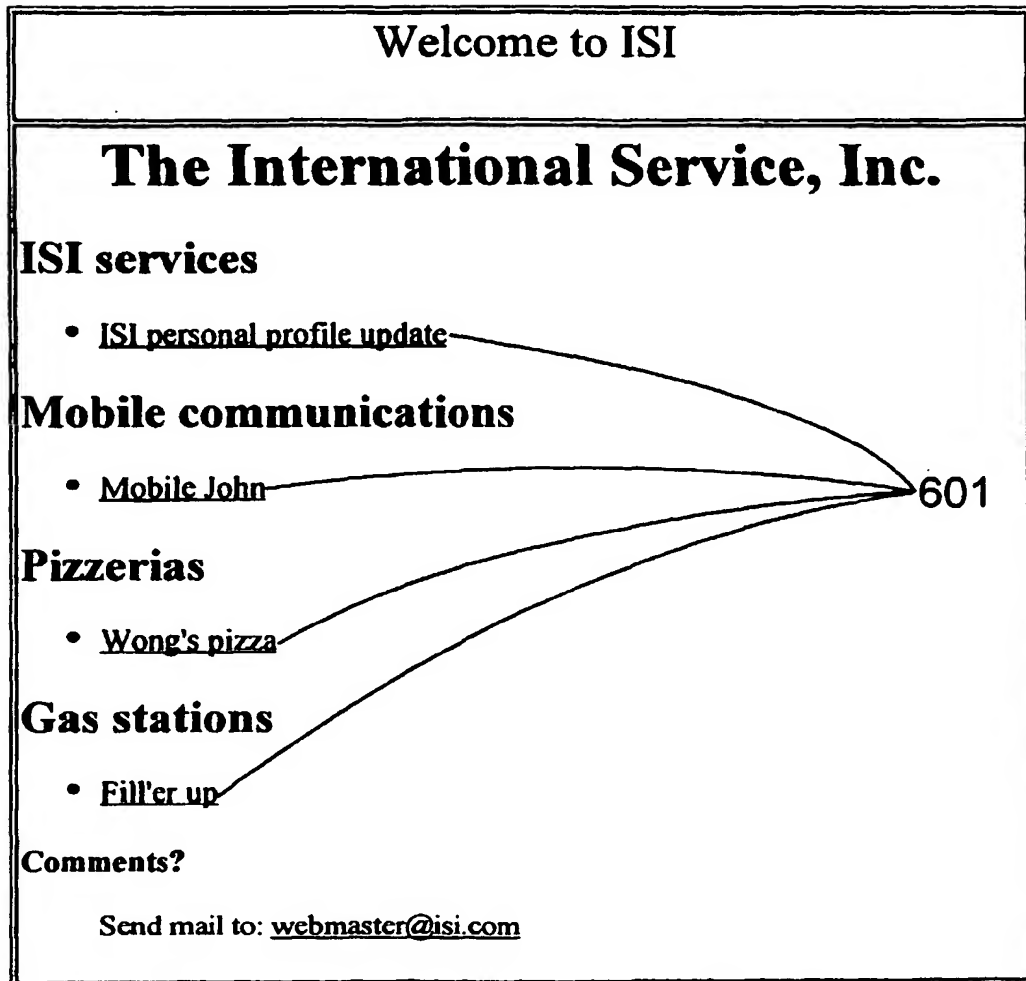 Welcome to ISI
The International Service, Inc.
ISI services
• ISI personal profile update
Mobile communications
• Mobile John
601
Pizzerias
• Wong's pizza
Gas stations
• Fill'er up
Comments?
Send mail to: webmaster@isi.com